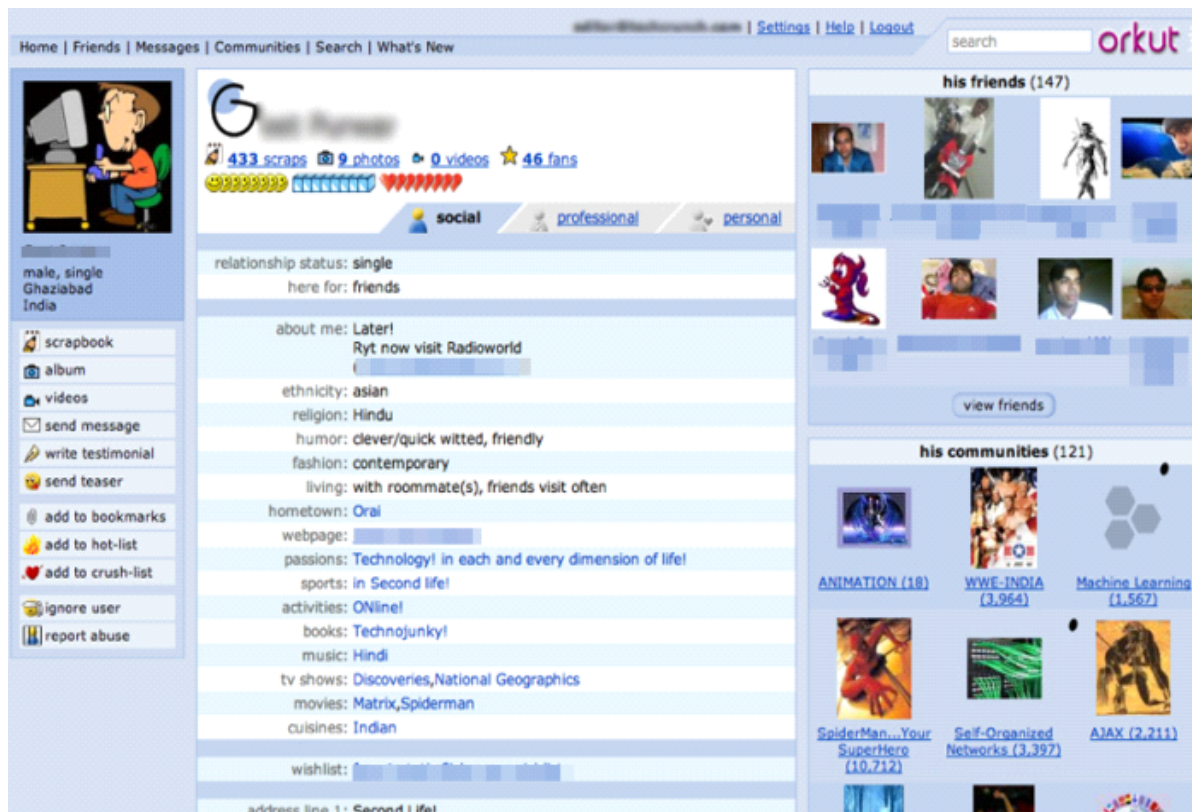 | Settings | Help | Logout
Home | Friends | Messages | Communities | Search | What's New
search
orkut
G
433 scraps 9 photos 0 videos 46 fans
social professional personal
male, single
Ghaziabad
India
scrapbook
album
videos
send message
write testimonial
send teaser
add to bookmarks
add to hot-list
add to crush-list
ignore user
report abuse
relationship status: single
here for: friends
about me: Later!
Ryt now visit Radioworld
ethnicity: asian
religion: Hindu
humor: clever/quick witted, friendly
fashion: contemporary
living: with roommate(s), friends visit often
hometown: Orai
webpage:
passions: Technology! in each and every dimension of life!
sports: in Second life!
activities: ONline!
books: Technojunky!
music: Hindi
tv shows: Discoveries,National Geographics
movies: Matrix,Spiderman
cuisines: Indian
wishlist:
address line 1: Second Life!
his friends (147)
view friends
his communities (121)
ANIMATION (18)
WWE-INDIA
(3,964)
Machine Learning
(1,567)
SpiderMan...Your
SuperHero
(10,712)
Self-Organized
Networks (3,397)
AJAX (2,211)